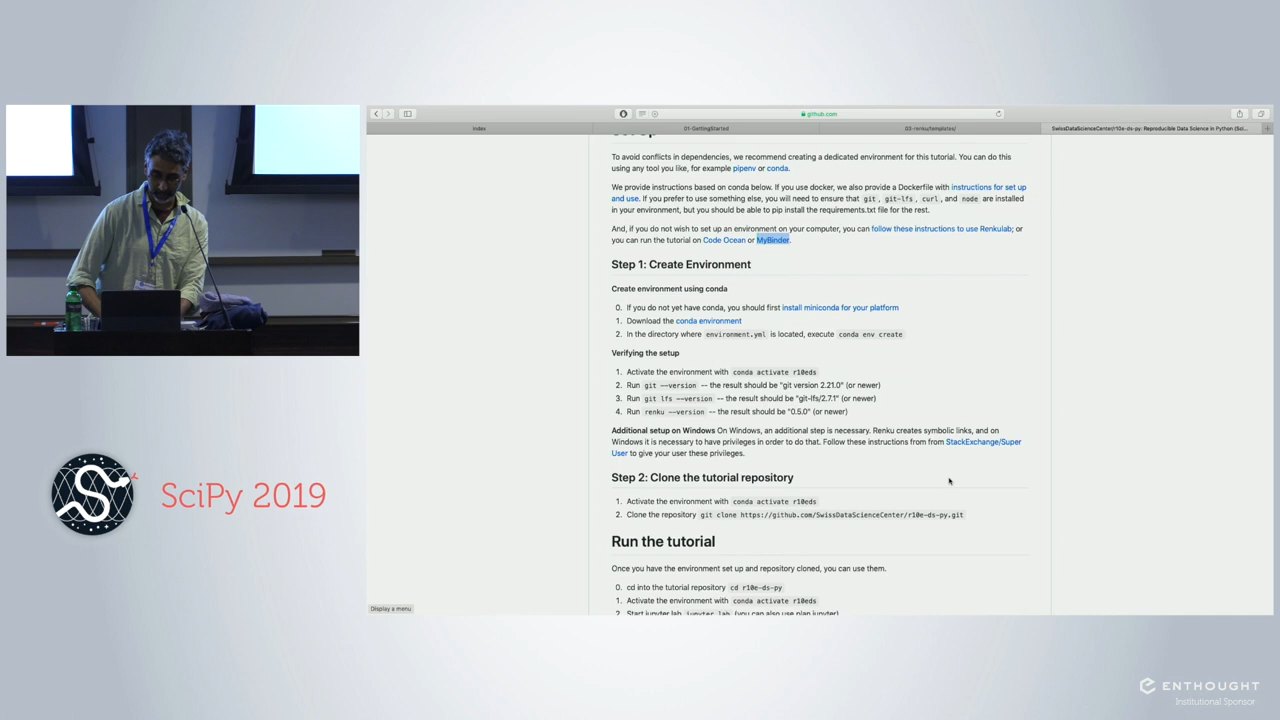 github.com
index
01-GettingStarted
03-renku/templates/
SwissDataScienceCenter/r10e-ds-py: Reproducible Data Science in Python (Sci...
To avoid conflicts in dependencies, we recommend creating a dedicated environment for this tutorial. You can do this
using any tool you like, for example pipenv or conda.
We provide instructions based on conda below. If you use docker, we also provide a Dockerfile with instructions for set up
and use. If you prefer to use something else, you will need to ensure that git, git-lfs, curl, and node are installed
in your environment, but you should be able to pip install the requirements.txt file for the rest.
And, if you do not wish to set up an environment on your computer, you can follow these instructions to use Renkulab; or
you can run the tutorial on Code Ocean or MyBinder.
Step 1: Create Environment
Create environment using conda
0. If you do not yet have conda, you should first install miniconda for your platform
1. Download the conda environment
2. In the directory where environment.yml is located, execute conda env create
Verifying the setup
1. Activate the environment with conda activate r10eds
2. Run git --version -- the result should be "git version 2.21.0" (or newer)
3. Run git lfs --version -- the result should be "git-lfs/2.7.1" (or newer)
4. Run renku --version -- the result should be "0.5.0" (or newer)
Additional setup on Windows On Windows, an additional step is necessary. Renku creates symbolic links, and on
Windows it is necessary to have privileges in order to do that. Follow these instructions from from StackExchange/Super
User to give your user these privileges.
Step 2: Clone the tutorial repository
1. Activate the environment with conda activate r10eds
2. Clone the repository git clone https://github.com/SwissDataScienceCenter/r10e-ds-py.git
Run the tutorial
Once you have the environment set up and repository cloned, you can use them.
0. cd into the tutorial repository cd r10e-ds-py
1. Activate the environment with conda activate r10eds
2. Start jupyter lab jupyter lab (you can also use plan jupyter)
Display a menu
SciPy 2019
ENTHOUGHT
Institutional Sponsor